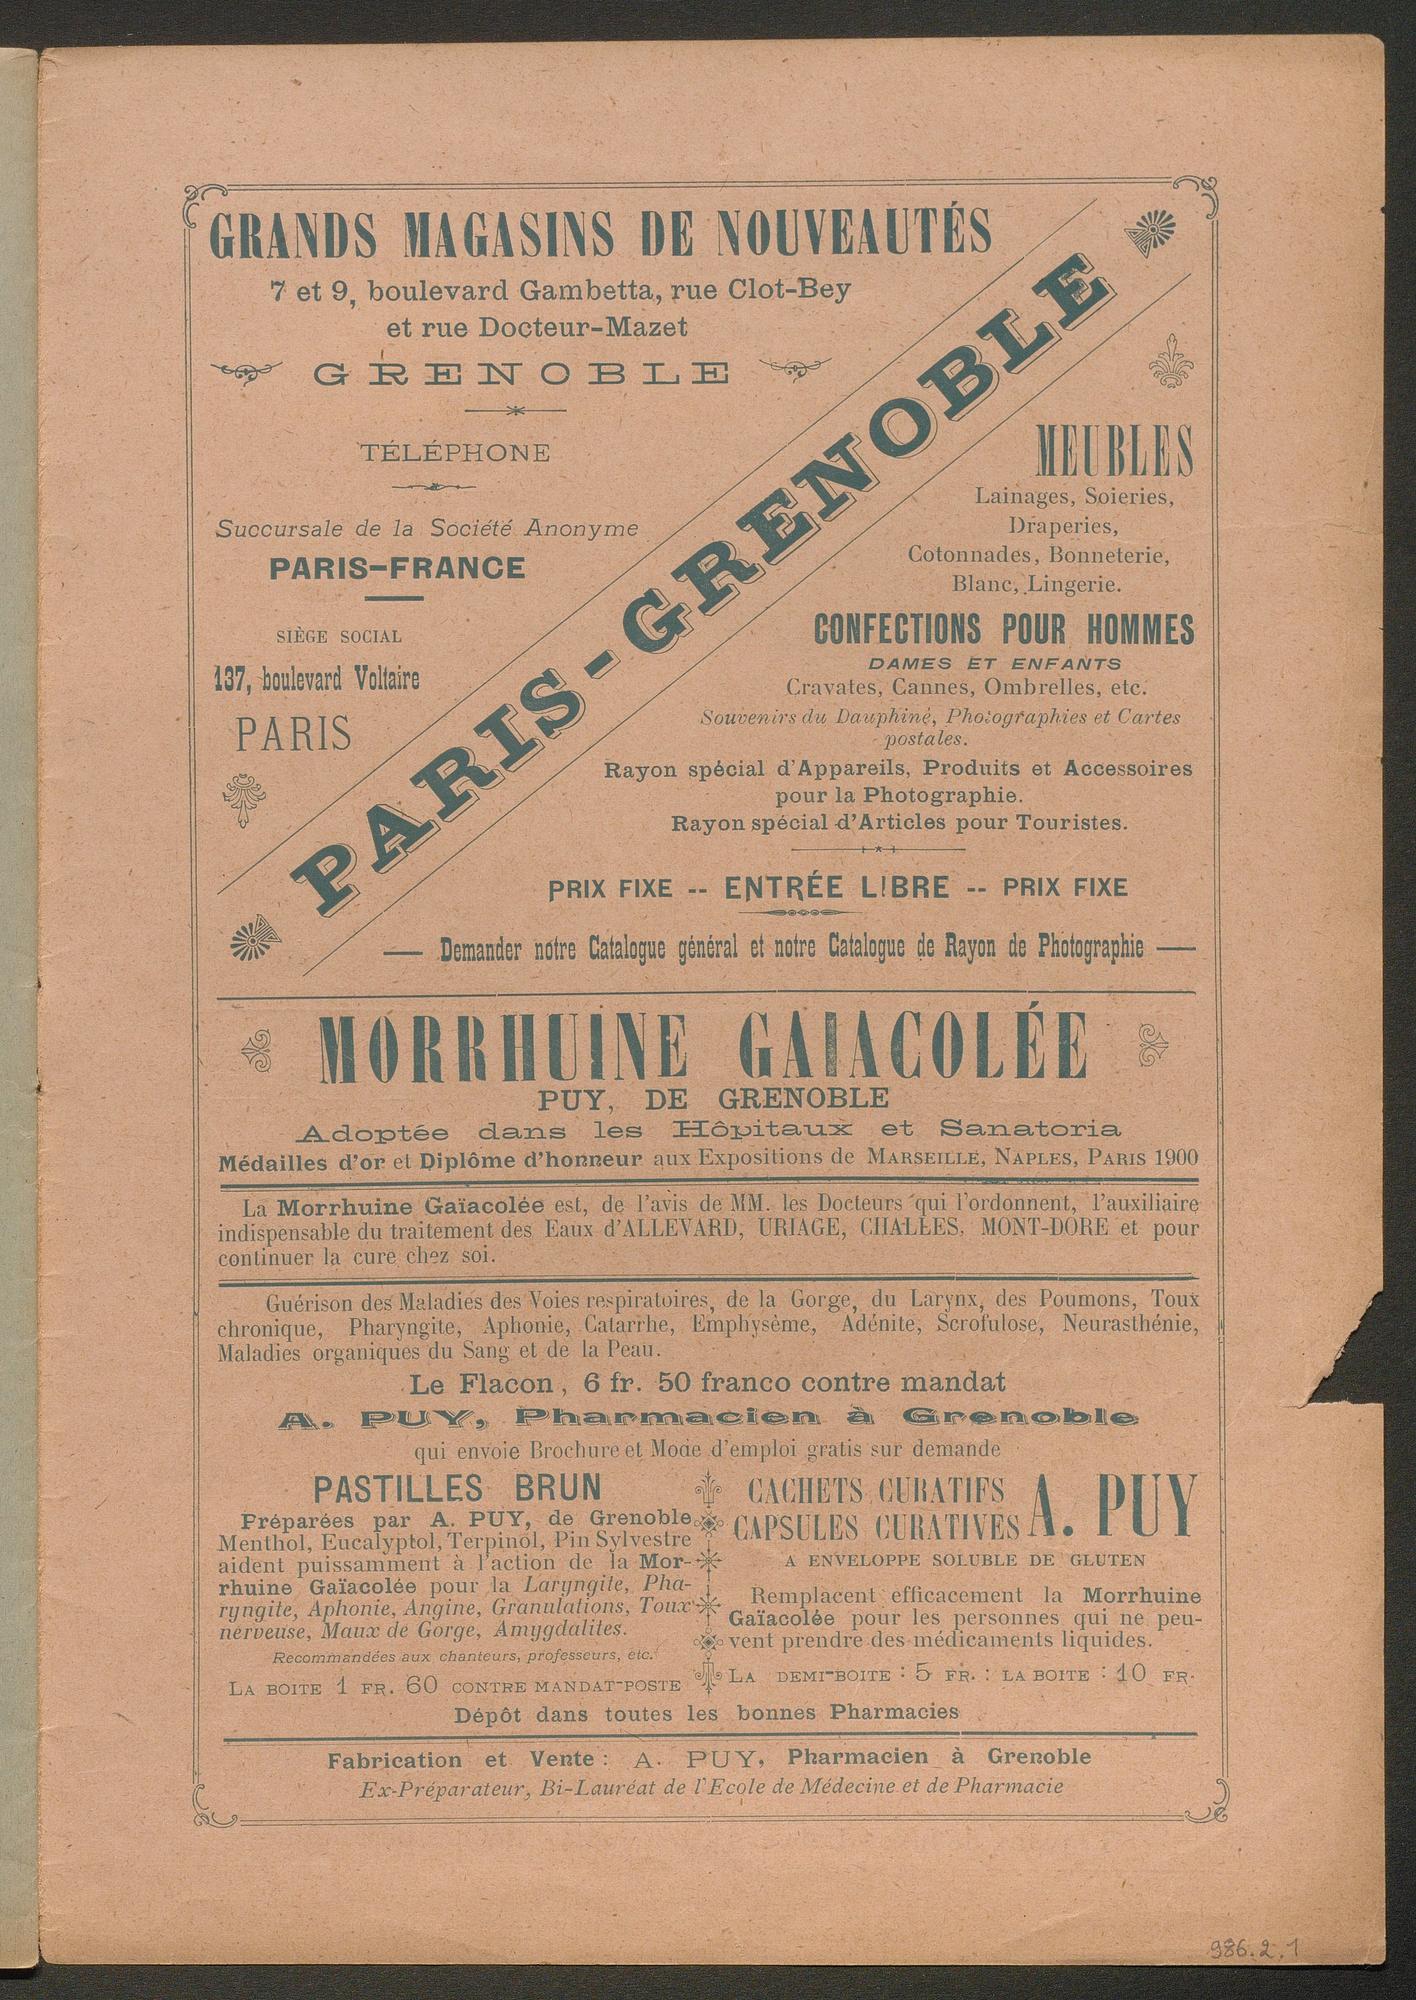 GRANDS MAGASINS DE NOUVEAUTÉS
7 et 9, boulevard Gambetta, rue Clot-Bey
et rue Docteur-Mazet
GRENOBLE
TÉLÉPHONE
Succursale de la Société Anonyme
PARIS-FRANCE
SIÈGE SOCIAL
137, boulevard Voltaire
PARIS
PARIS-GRENOBLE
MEUBLES
Lainages, Soieries,
Draperies,
Cotonnades, Bonneterie,
Blanc, Lingerie.
CONFECTIONS POUR HOMMES
DAMES ET ENFANTS
Cravates, Cannes, Ombrelles, etc.
Souvenirs du Dauphiné, Photographies et Cartes
postales.
Rayon spécial d'Appareils, Produits et Accessoires
pour la Photographie.
Rayon spécial d'Articles pour Touristes.
PRIX FIXE -- ENTRÉE LIBRE -- PRIX FIXE
— Demander notre Catalogue général et notre Catalogue de Rayon de Photographie —
MORRHUINE GAIACOLÉE
PUY, DE GRENOBLE
Adoptée dans les Hôpitaux et Sanatoria
Médailles d'or et Diplôme d'honneur aux Expositions de MARSEILLE, NAPLES, PARIS 1900
La Morrhuine Gaïacolée est, de l'avis de MM. les Docteurs qui l'ordonnent, l'auxiliaire
indispensable du traitement des Eaux d'ALLEVARD, URIAGE, CHALLES, MONT-DORE et pour
continuer la cure chez soi.
Guérison des Maladies des Voies respiratoires, de la Gorge, du Larynx, des Poumons, Toux
chronique, Pharyngite, Aphonie, Catarrhe, Emphysème, Adénite, Scrofulose, Neurasthénie,
Maladies organiques du Sang et de la Peau.
Le Flacon, 6 fr. 50 franco contre mandat
A. PUY, Pharmacien à Grenoble
qui envoie Brochure et Mode d'emploi gratis sur demande
PASTILLES BRUN
Préparées par A. PUY, de Grenoble
Menthol, Eucalyptol, Terpinol, Pin Sylvestre
aident puissamment à l'action de la Mor-
rhuine Gaïacolée pour la Laryngite, Pha-
ryngite, Aphonie, Angine, Granulations, Toux
nerveuse, Maux de Gorge, Amygdalites.
Recommandées aux chanteurs, professeurs, etc.
LA BOITE 1 FR. 60 CONTRE MANDAT-POSTE
CACHETS CURATIFS
CAPSULES CURATIVES A. PUY
A ENVELOPPE SOLUBLE DE GLUTEN
Remplacent efficacement la Morrhuine
Gaïacolée pour les personnes qui ne peu-
vent prendre des médicaments liquides.
LA DEMI-BOITE : 5 FR. : LA BOITE : 10 FR.
Dépôt dans toutes les bonnes Pharmacies
Fabrication et Vente : A. PUY, Pharmacien à Grenoble
Ex-Préparateur, Bi-Lauréat de l'Ecole de Médecine et de Pharmacie
986.2.1